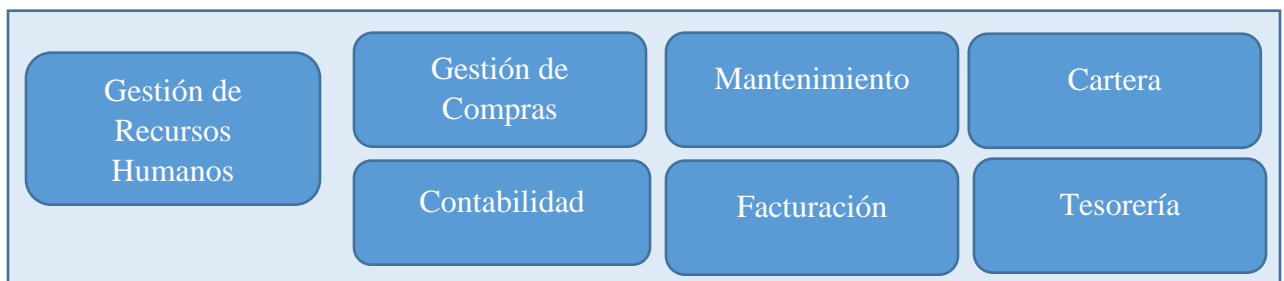 Gestión de
Recursos
Humanos
Gestión de
Compras
Mantenimiento
Cartera
Contabilidad
Facturación
Tesorería